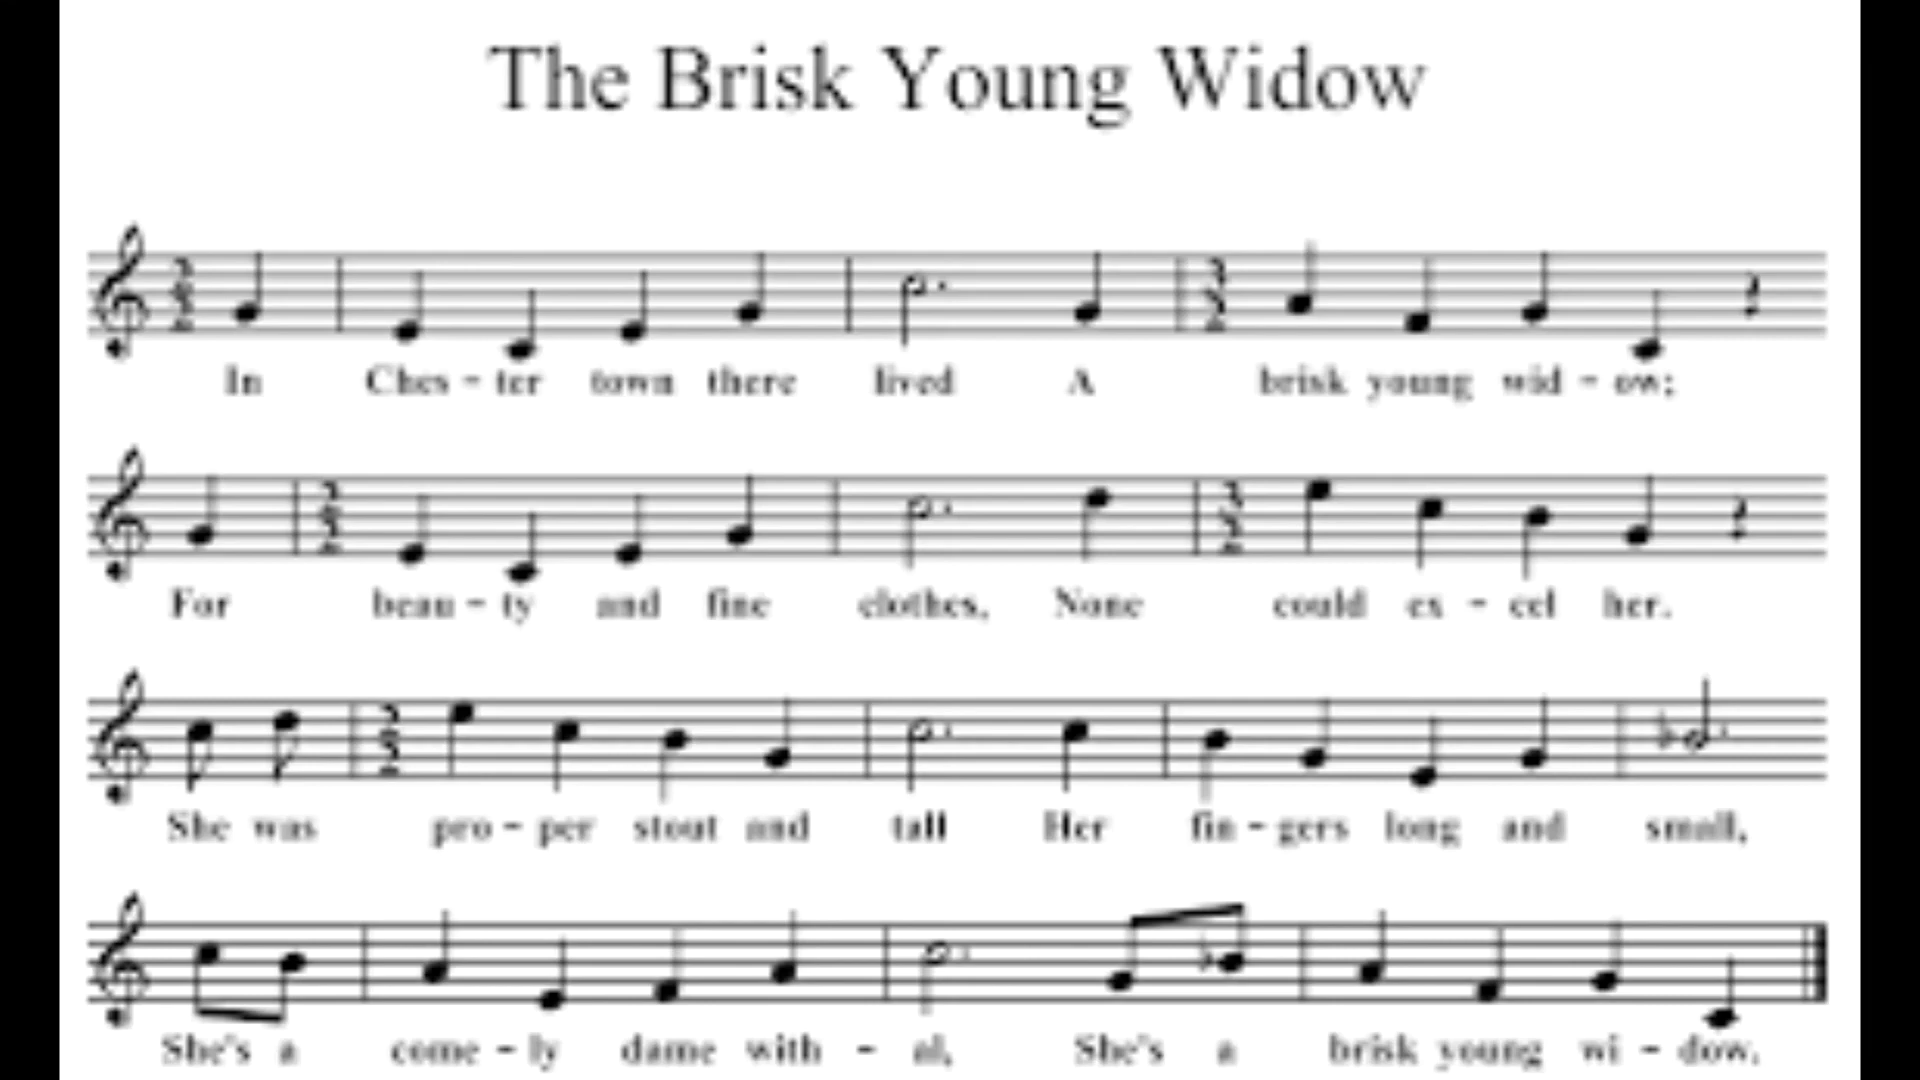 The Brisk Young Widow
In Ches - ter town there lived A brisk young wid - ow;
For beau - ty and fine clothes, None could ex - cel her.
She was pro - per stout and tall Her fin - gers long and small,
She's a come - ly dame with - al, She's a brisk young wi - dow.